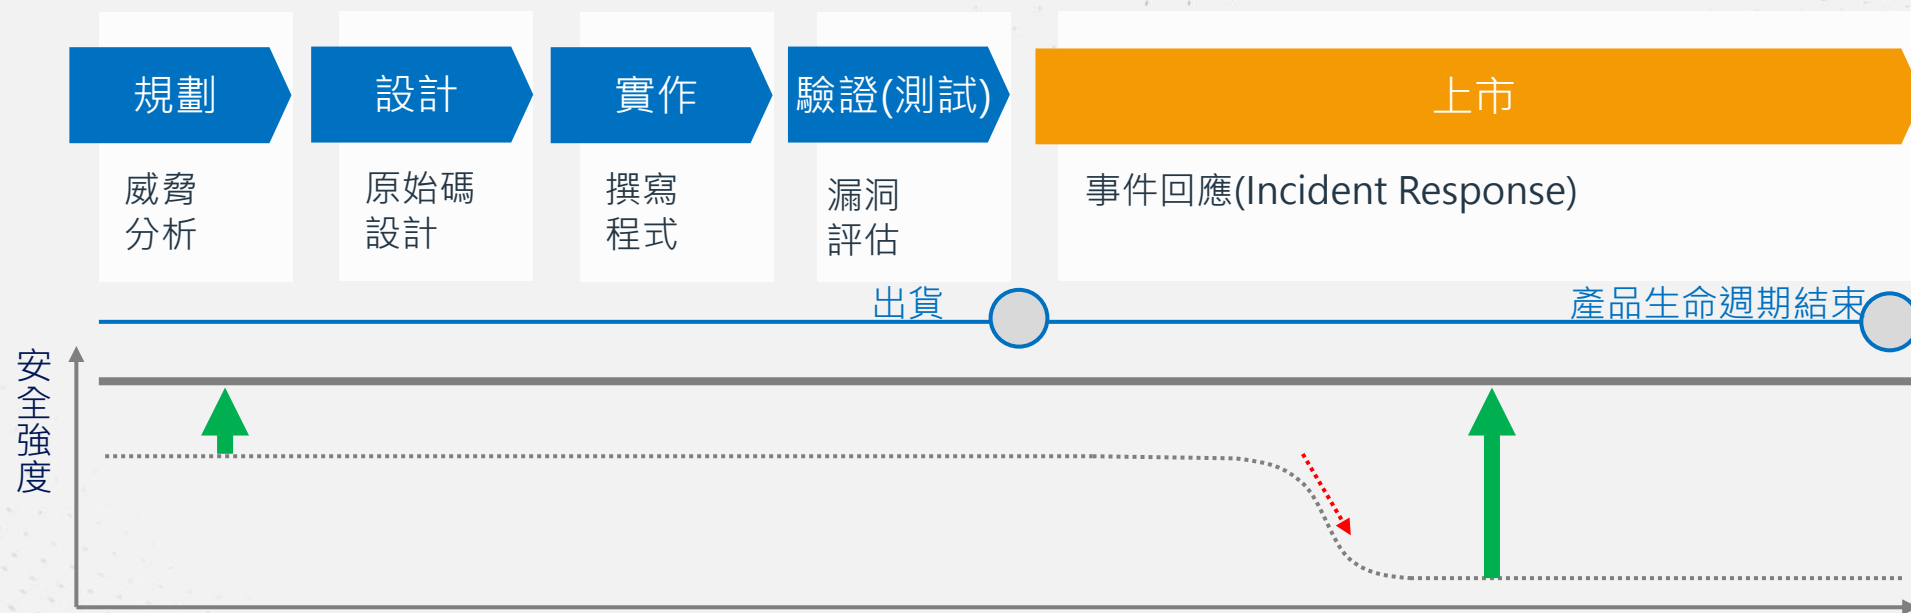 規劃
設計
實作
驗證(測試)
上市
威脅
分析
原始碼
設計
撰寫
程式
漏洞
評估
事件回應(Incident Response)
出貨
產品生命週期結束
安全強度